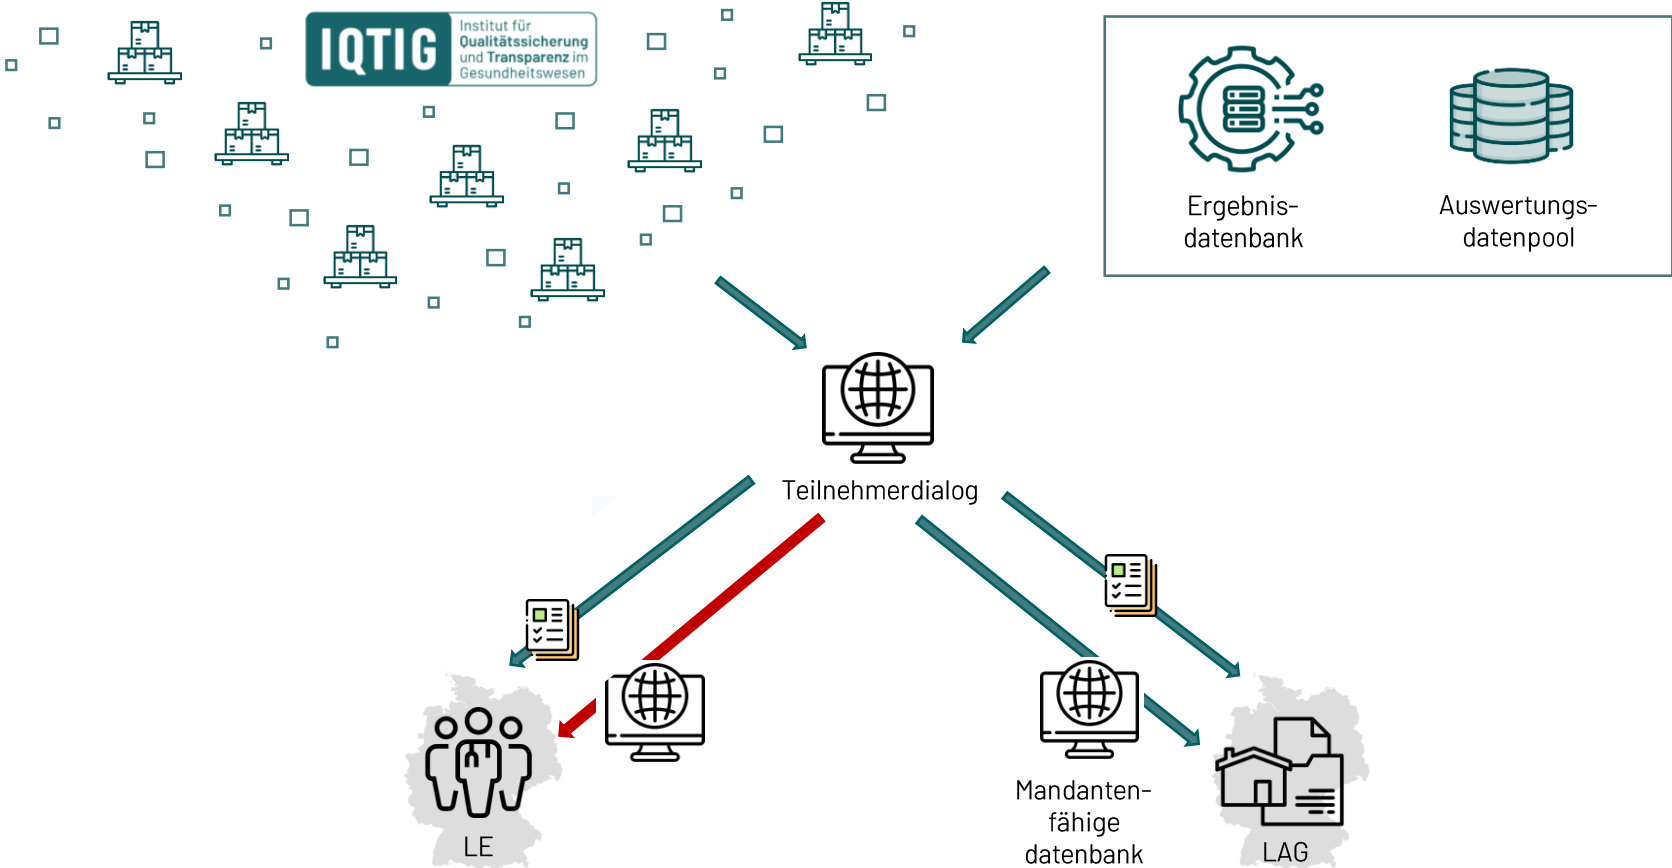 IQTIG
Institut für
Qualitätssicherung
und Transparenz im
Gesundheitswesen
Ergebnis-
datenbank
Auswertungs-
datenpool
Teilnehmerdialog
Mandanten-
fähige
datenbank
LE
LAG